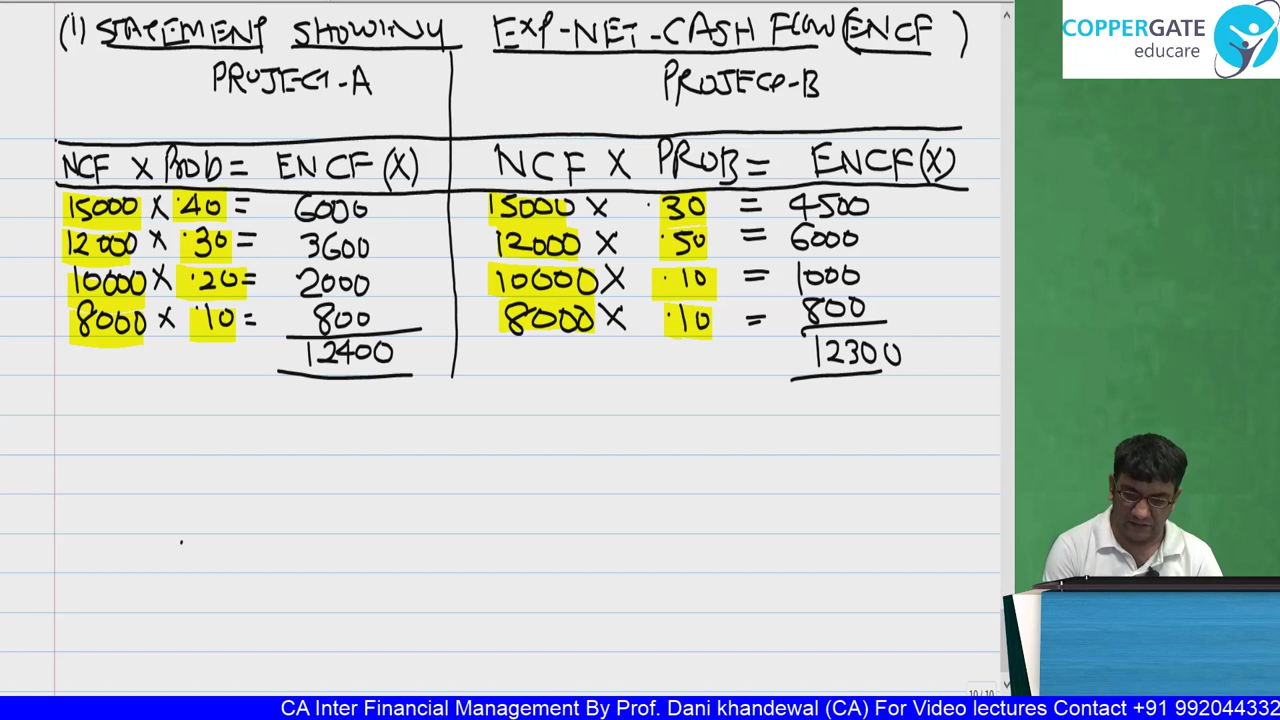 (i) STATEMENT SHOWING EXP-NET-CASH FLOW (ENCF)
PROJECT-A PROJECT-B
NCF X Prob = ENCF (X) NCF X PROB = ENCF (X)
15000 X .40 = 6000 15000 X .30 = 4500
12000 X .30 = 3600 12000 X .50 = 6000
10000 X .20 = 2000 10000 X .10 = 1000
8000 X .10 = 800 8000 X .10 = 800
12400 12300
COPPERGATE
educare
10/10
CA Inter Financial Management By Prof. Dani khandewal (CA) For Video lectures Contact +91 992044332